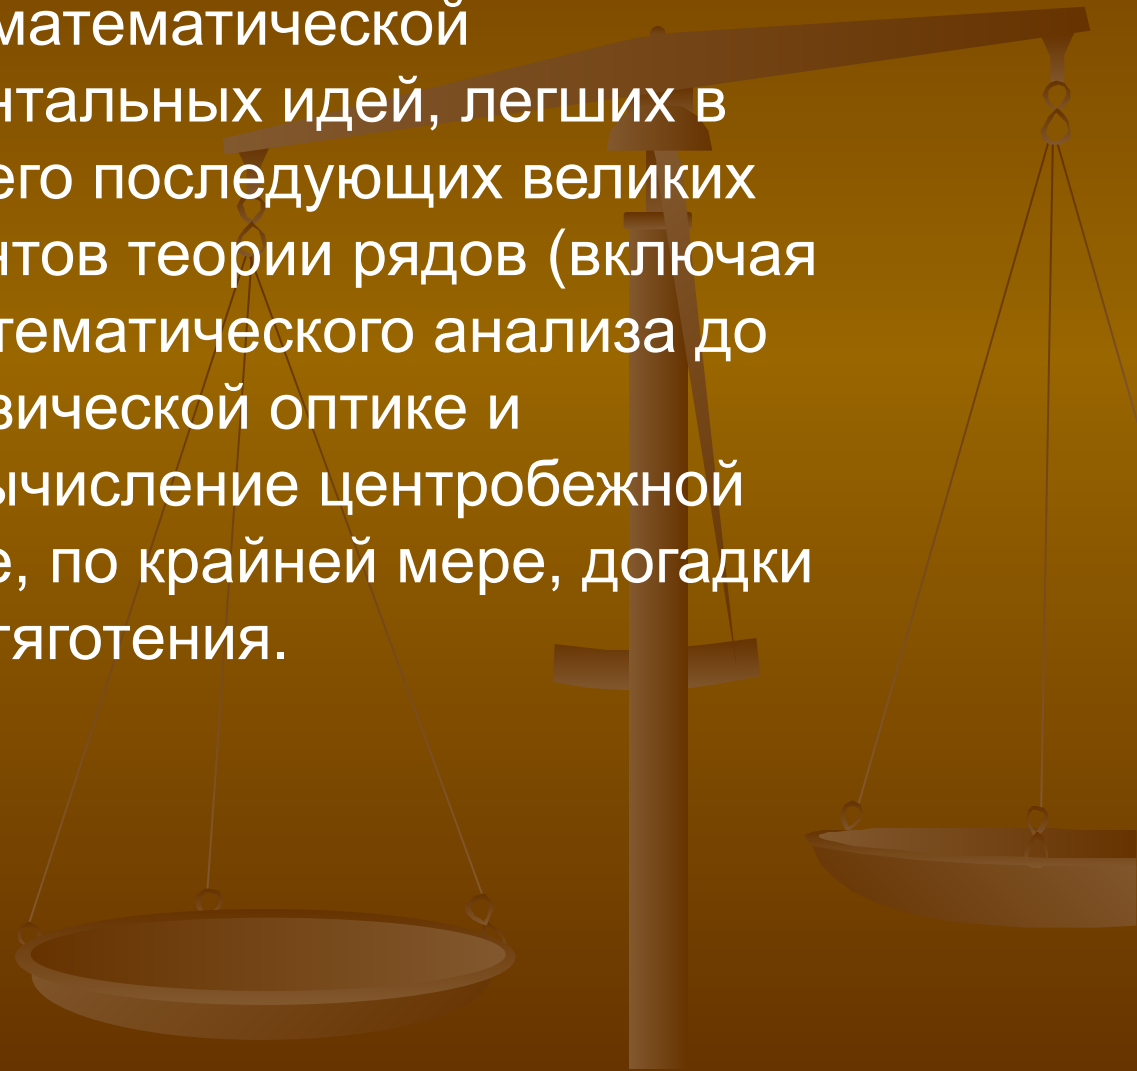 математической
нтальных идей, легших в
его последующих великих
нтов теории рядов (включая
тематического анализа до
зической оптике и
ычисление центробежной
е, по крайней мере, догадки
тяготения.